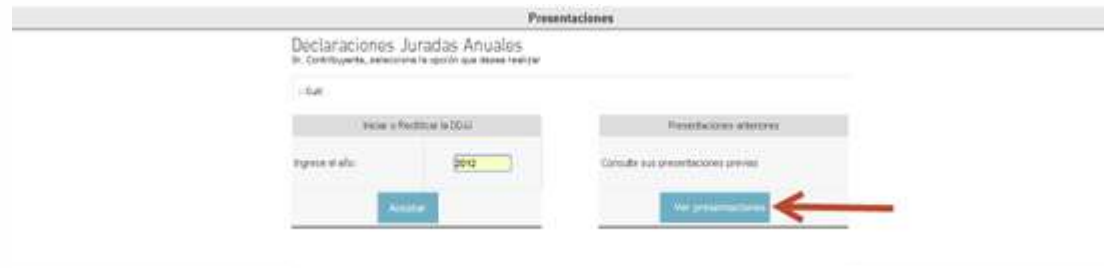 Presentaciones
Declaraciones Juradas Anuales
Sr. Contribuyente, seleccione la opción que desea realizar
Cuit
Iniciar o Rectificar la DDJJ
Ingrese el año:
2012
Aceptar
Presentaciones anteriores
Consulte sus presentaciones previas
Ver presentaciones